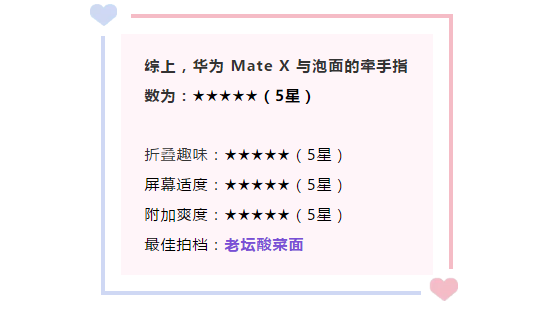 综上，华为 Mate X 与泡面的牵手指
数为：★★★★★（5星）
折叠趣味：★★★★★（5星）
屏幕适度：★★★★★（5星）
附加爽度：★★★★★（5星）
最佳拍档：老坛酸菜面